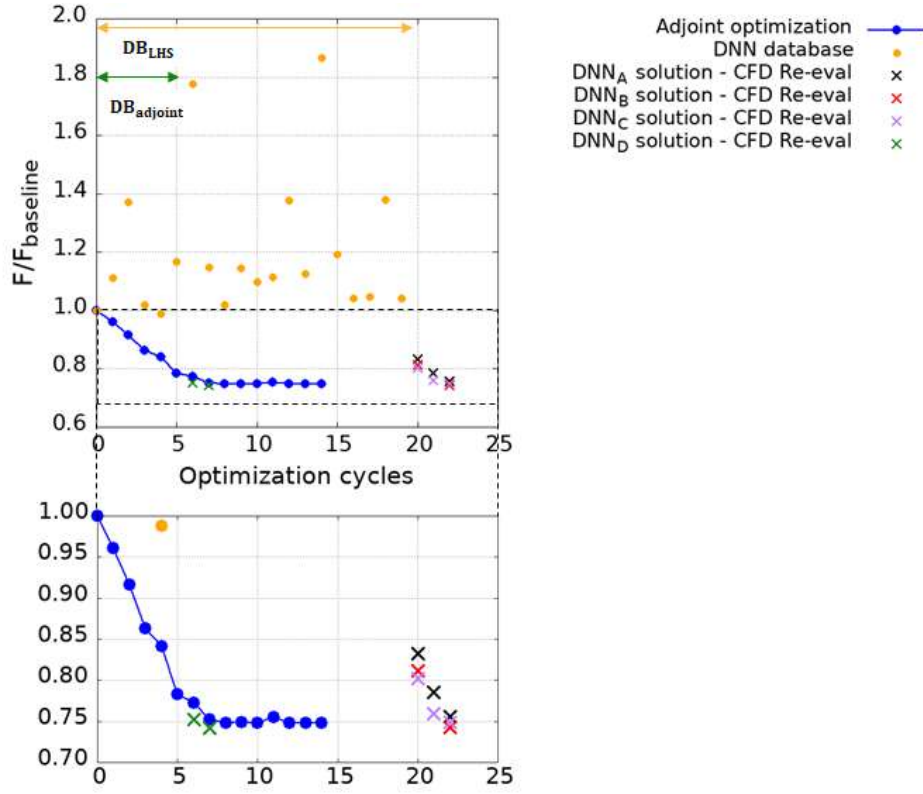 Adjoint optimization
DNN database
DNN_A solution - CFD Re-eval
DNN_B solution - CFD Re-eval
DNN_C solution - CFD Re-eval
DNN_D solution - CFD Re-eval
DB_LHS
DB_adjoint
F/F_baseline
2.0
1.8
1.6
1.4
1.2
1.0
0.8
0.6
0 5 10 15 20 25
Optimization cycles
1.00
0.95
0.90
0.85
0.80
0.75
0.70
0 5 10 15 20 25